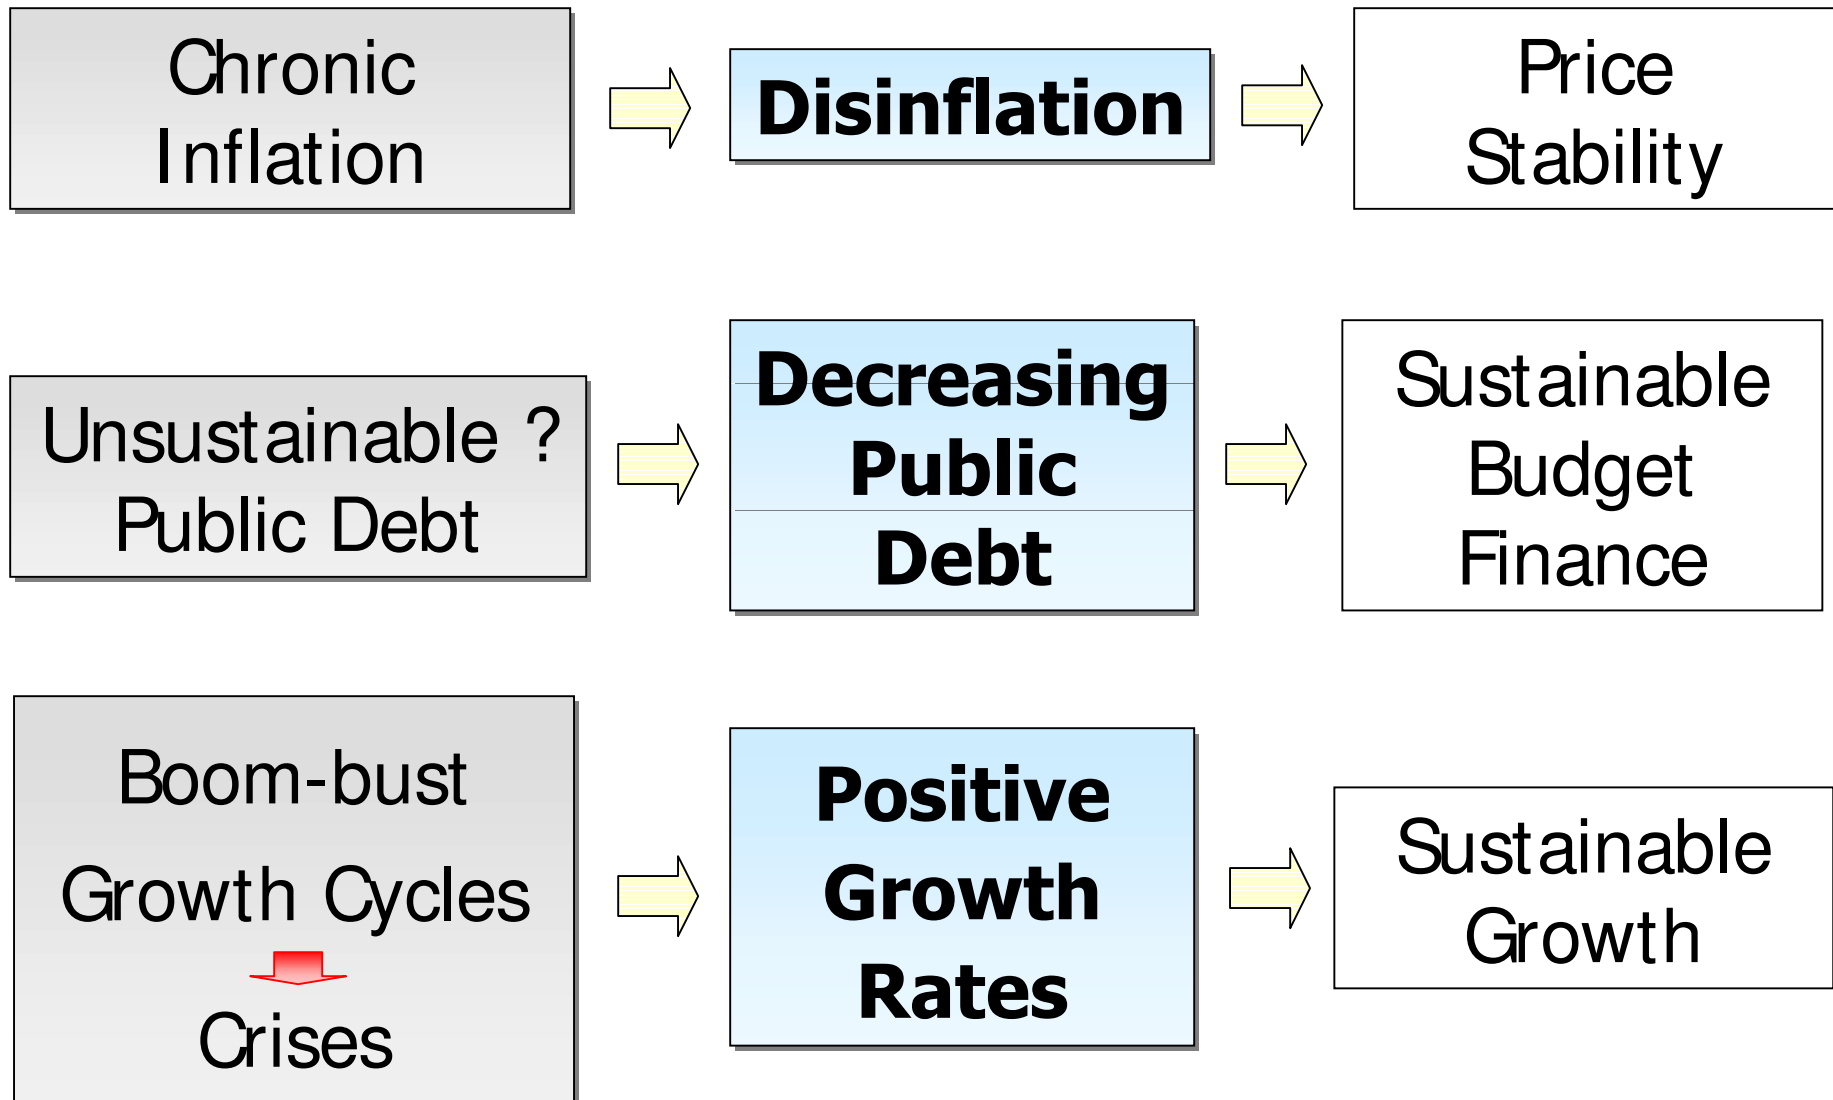 Chronic
Inflation
Disinflation
Price
Stability
Unsustainable ?
Public Debt
Decreasing
Public
Debt
Sustainable
Budget
Finance
Boom-bust
Growth Cycles
Crises
Positive
Growth
Rates
Sustainable
Growth